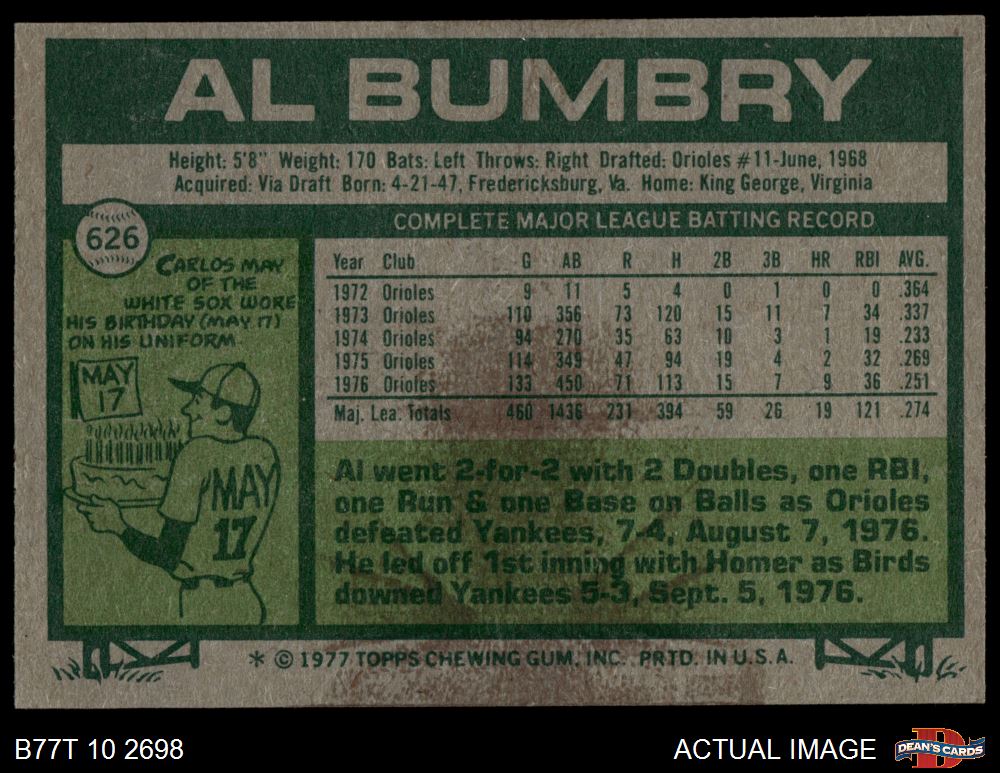 AL BUMBRY
Height: 5'8" Weight: 170 Bats: Left Throws: Right Drafted: Orioles #11-June, 1968
Acquired: Via Draft Born: 4-21-47, Fredericksburg, Va. Home: King George, Virginia
626
COMPLETE MAJOR LEAGUE BATTING RECORD
CARLOS MAY
OF THE
WHITE SOX WORE
HIS BIRTHDAY (MAY 17)
ON HIS UNIFORM.
MAY
17
MAY
17
Year Club G AB R H 2B 3B HR RBI AVG.
1972 Orioles 9 11 5 4 0 1 0 0 .364
1973 Orioles 110 356 73 120 15 11 7 34 .337
1974 Orioles 94 270 35 63 10 3 1 19 .233
1975 Orioles 114 349 47 94 19 4 2 32 .269
1976 Orioles 133 450 71 113 15 7 9 36 .251
Maj. Lea. Totals 460 1436 231 394 59 26 19 121 .274
Al went 2-for-2 with 2 Doubles, one RBI,
one Run & one Base on Balls as Orioles
defeated Yankees, 7-4, August 7, 1976.
He led off 1st inning with Homer as Birds
downed Yankees 5-3, Sept. 5, 1976.
* © 1977 TOPPS CHEWING GUM, INC. PRTD. IN U.S.A.
B77T 10 2698
ACTUAL IMAGE
D
DEAN'S CARDS